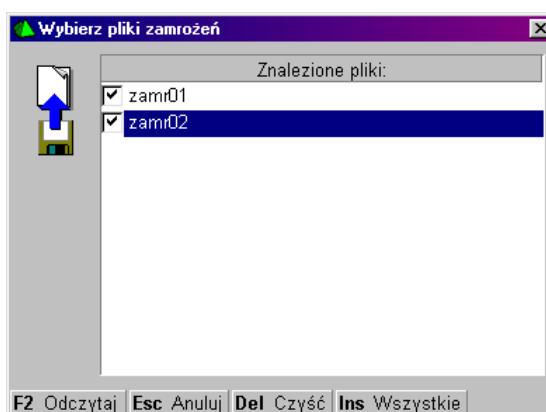 Wybierz pliki zamrożeń
Znalezione pliki:
zamr01
zamr02
F2 Odczytaj Esc Anuluj Del Czyść Ins Wszystkie